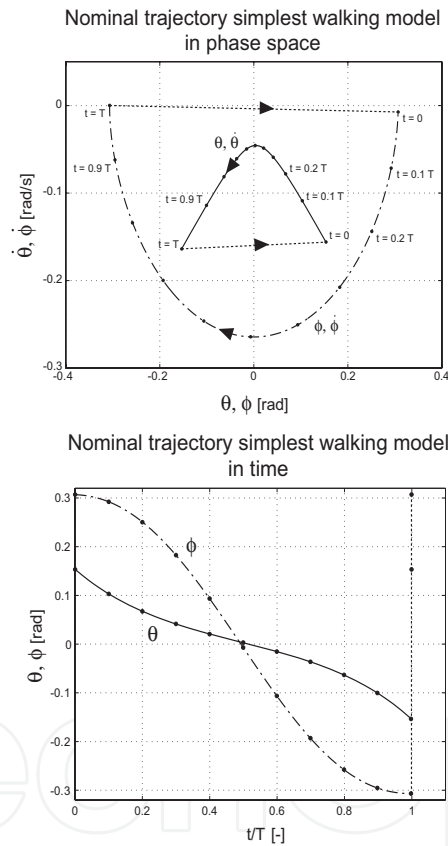 Nominal trajectory simplest walking model
in phase space
0
-0.1
-0.2
-0.3
θ̇, ϕ̇ [rad/s]
t = T
t = 0
θ, θ̇
0.9 T
0.2 T
0.1 T
0.9 T
0.1 T
t = T
t = 0
t = 0.2 T
ϕ, ϕ̇
-0.4
-0.2
0
0.2
0.4
θ, ϕ [rad]
Nominal trajectory simplest walking model
in time
0.3
0.2
0.1
0
-0.1
-0.2
-0.3
θ, ϕ [rad]
ϕ
θ
0
0.2
0.4
0.6
0.8
1
t/T [-]